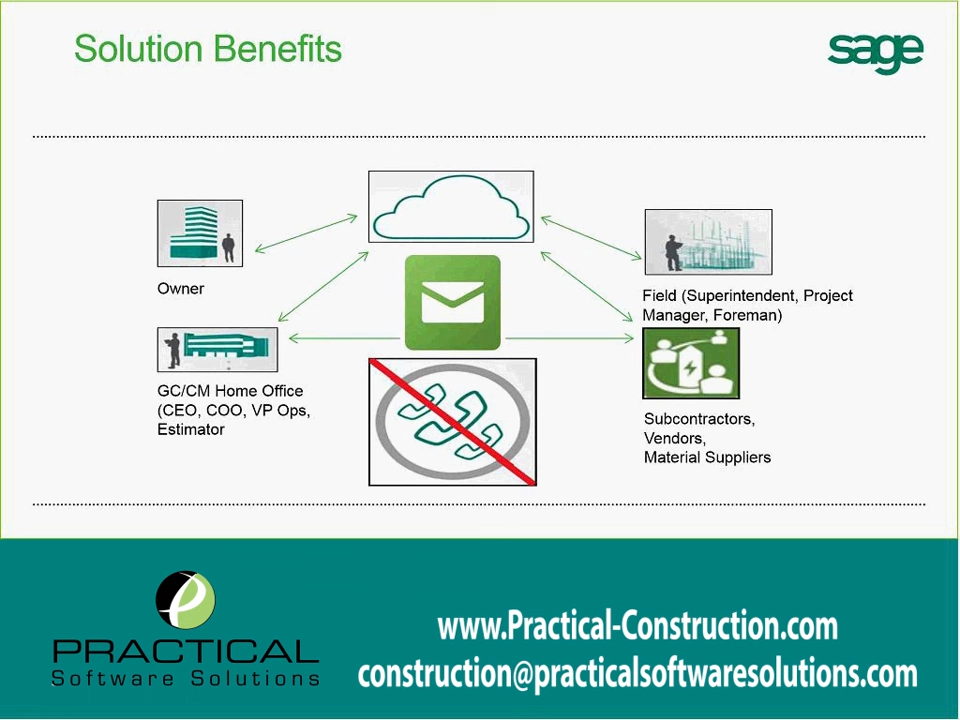 Solution Benefits
sage
Owner
Field (Superintendent, Project
Manager, Foreman)
GC/CM Home Office
(CEO, COO, VP Ops,
Estimator
Subcontractors,
Vendors,
Material Suppliers
PRACTICAL
Software Solutions
www.Practical-Construction.com
construction@practicalsoftwaresolutions.com